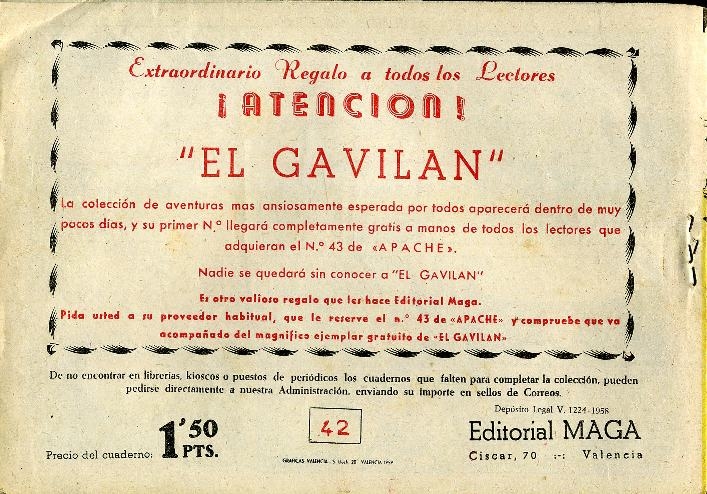 Extraordinario Regalo a todos los Lectores
¡ATENCION!
"EL GAVILAN"
La colección de aventuras mas ansiosamente esperada por todos aparecerá dentro de muy
pocos días, y su primer N.º llegará completamente gratis a manos de todos los lectores que
adquieran el N.º 43 de «APACHE».
Nadie se quedará sin conocer a "EL GAVILAN"
Es otro valioso regalo que les hace Editorial Maga.
Pida usted a su proveedor habitual, que le reserve el n.º 43 de «APACHE» y compruebe que va
acompañado del magnífico ejemplar gratuito de «EL GAVILAN»
De no encontrar en librerías, kioscos o puestos de periódicos los cuadernos que falten para completar la colección, pueden
pedirse directamente a nuestra Administración, enviando su importe en sellos de Correos.
Depósito Legal V. 1224-1958
Precio del cuaderno: 1'50 PTS.
42
Editorial MAGA
Ciscar, 70 :-: Valencia
GRAFICAS VALENCIA VALENCIA